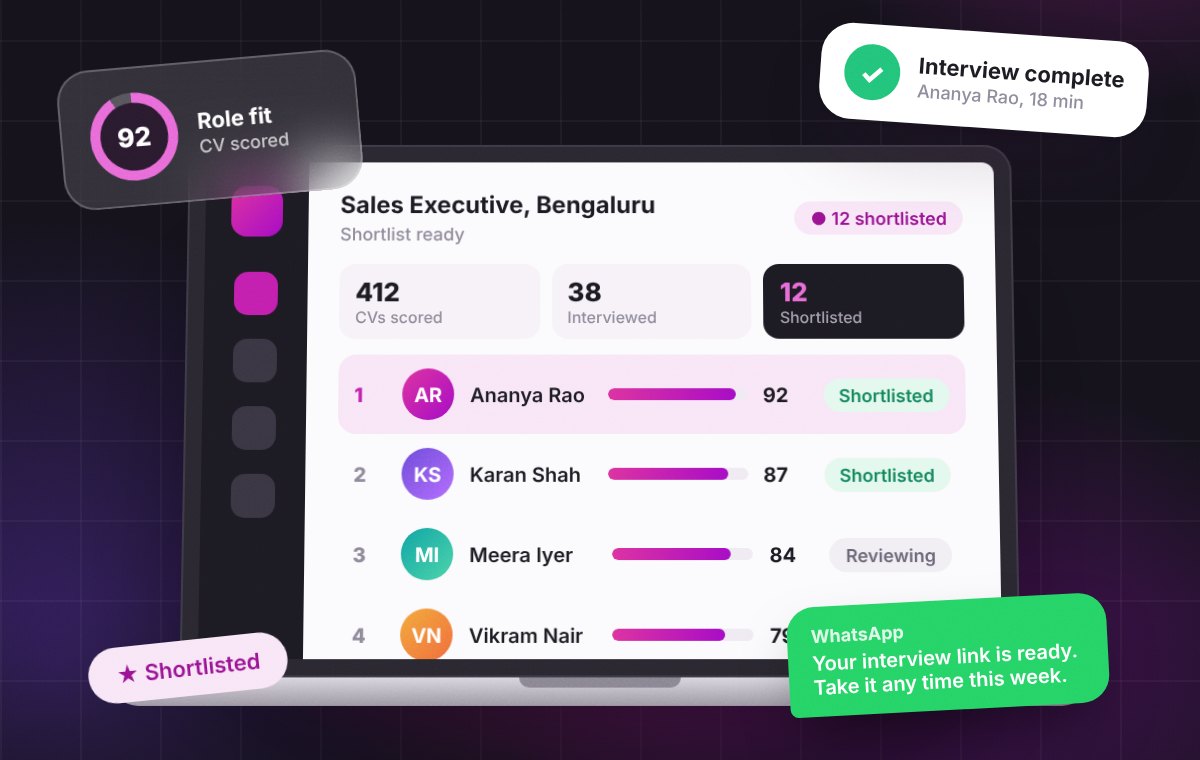 92
Role fit
CV scored
Interview complete
Ananya Rao, 18 min
Sales Executive, Bengaluru
Shortlist ready
12 shortlisted
412
CVs scored
38
Interviewed
12
Shortlisted
1 AR Ananya Rao 92 Shortlisted
2 KS Karan Shah 87 Shortlisted
3 MI Meera Iyer 84 Reviewing
4 VN Vikram Nair
★ Shortlisted
WhatsApp
Your interview link is ready.
Take it any time this week.